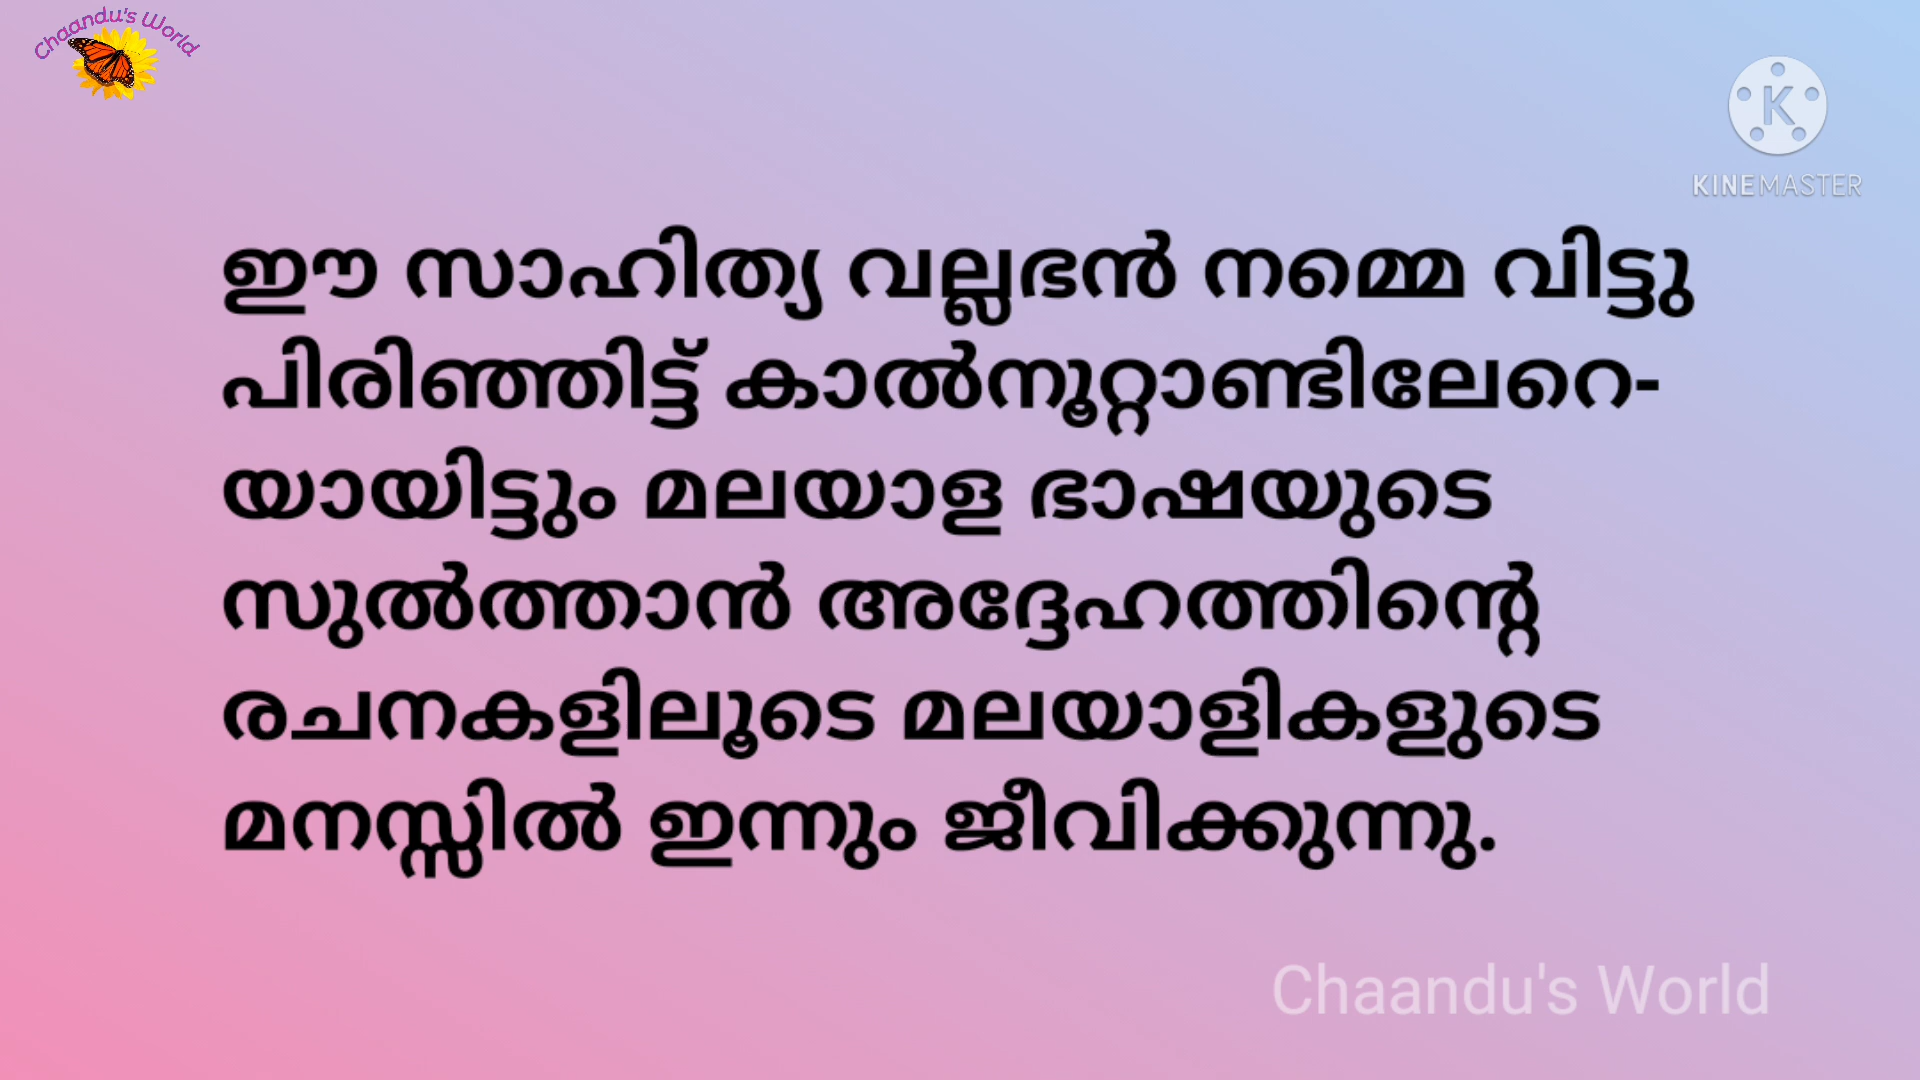 Chaandu's World
KINEMASTER
ഈ സാഹിത്യ വല്ലഭൻ നമ്മെ വിട്ടു
പിരിഞ്ഞിട്ട് കാൽനൂറ്റാണ്ടിലേറെ-
യായിട്ടും മലയാള ഭാഷയുടെ
സുൽത്താൻ അദ്ദേഹത്തിന്റെ
രചനകളിലൂടെ മലയാളികളുടെ
മനസ്സിൽ ഇന്നും ജീവിക്കുന്നു.
Chaandu's World